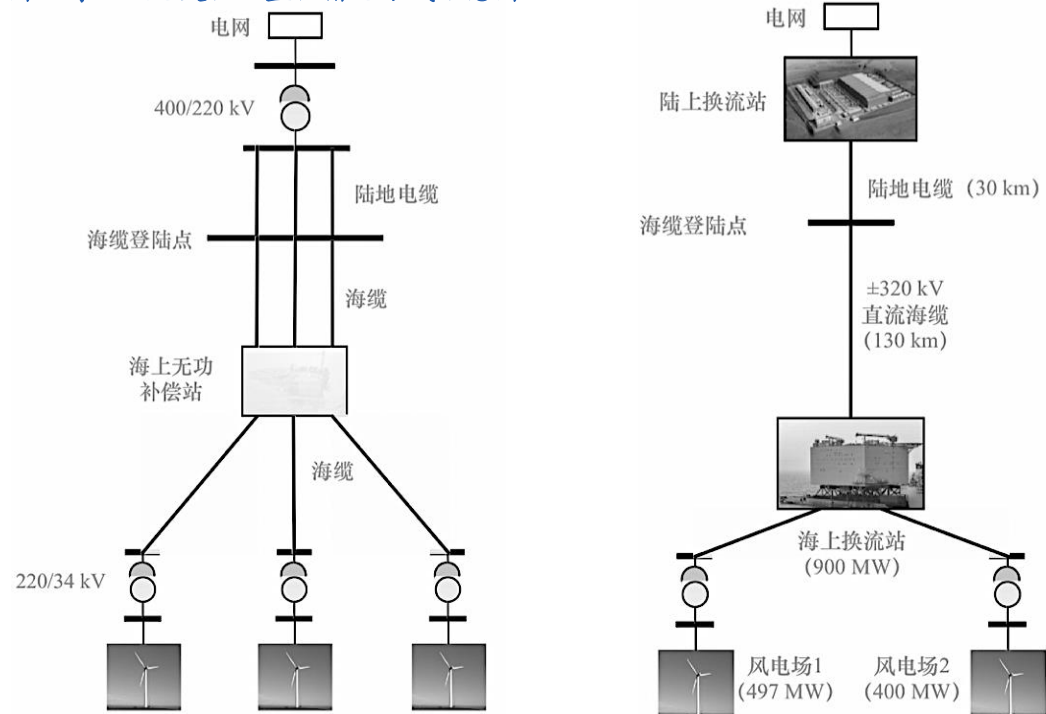 电网
400/220 kV
陆地电缆
海缆登陆点
海缆
海上无功
补偿站
海缆
220/34 kV
电网
陆上换流站
陆地电缆（30 km）
海缆登陆点
±320 kV
直流海缆
(130 km)
海上换流站
(900 MW)
风电场1
(497 MW)
风电场2
(400 MW)